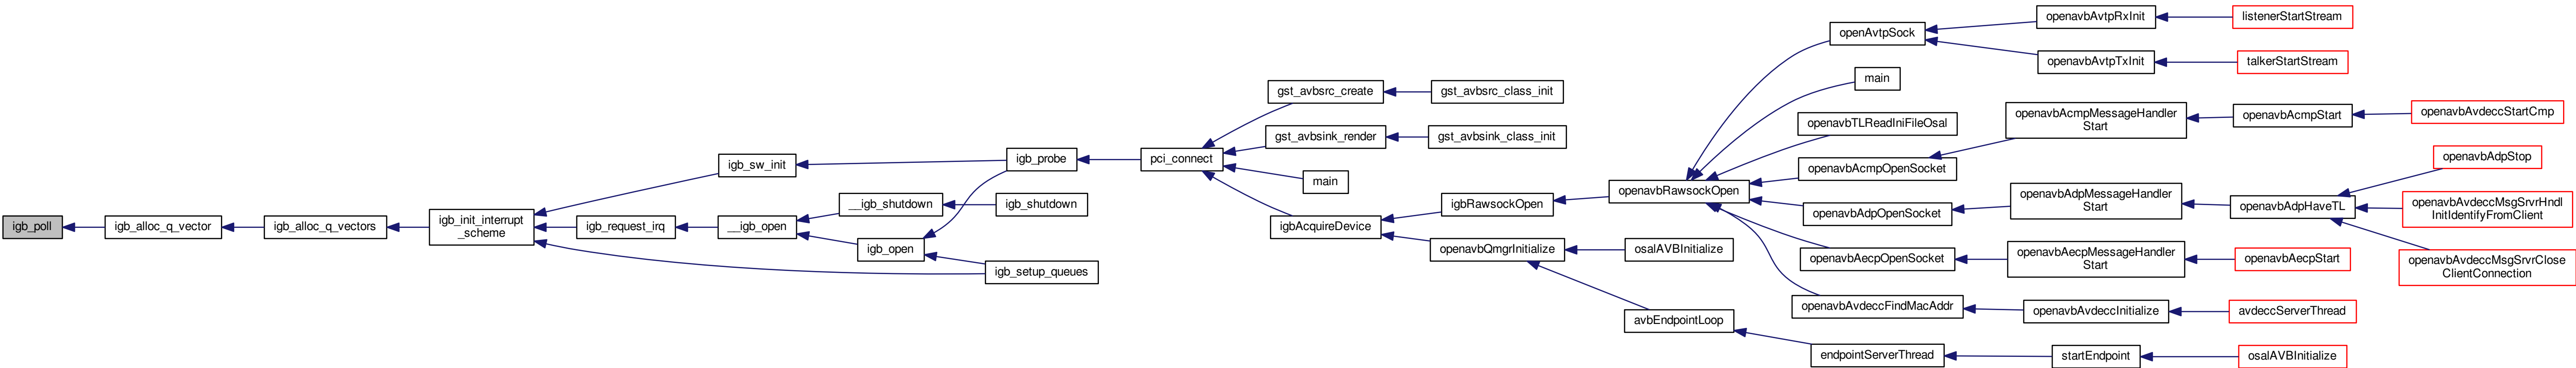 igb_poll
igb_alloc_q_vector
igb_alloc_q_vectors
igb_init_interrupt
_scheme
igb_sw_init
igb_request_irq
__igb_open
__igb_shutdown
igb_open
igb_probe
igb_shutdown
igb_setup_queues
pci_connect
gst_avbsrc_create
gst_avbsink_render
main
igbAcquireDevice
gst_avbsrc_class_init
gst_avbsink_class_init
igbRawsockOpen
openavbQmgrInitialize
openavbRawsockOpen
osalAVBInitialize
avbEndpointLoop
openAvtpSock
main
openavbTLReadIniFileOsal
openavbAcmpOpenSocket
openavbAdpOpenSocket
openavbAecpOpenSocket
openavbAvdeccFindMacAddr
endpointServerThread
openavbAvtpRxInit
openavbAvtpTxInit
openavbAcmpMessageHandler
Start
openavbAdpMessageHandler
Start
openavbAecpMessageHandler
Start
openavbAvdeccInitialize
startEndpoint
listenerStartStream
talkerStartStream
openavbAcmpStart
openavbAdpHaveTL
openavbAecpStart
avdeccServerThread
osalAVBInitialize
openavbAvdeccStartCmp
openavbAdpStop
openavbAvdeccMsgSrvrHndl
InitIdentifyFromClient
openavbAvdeccMsgSrvrClose
ClientConnection